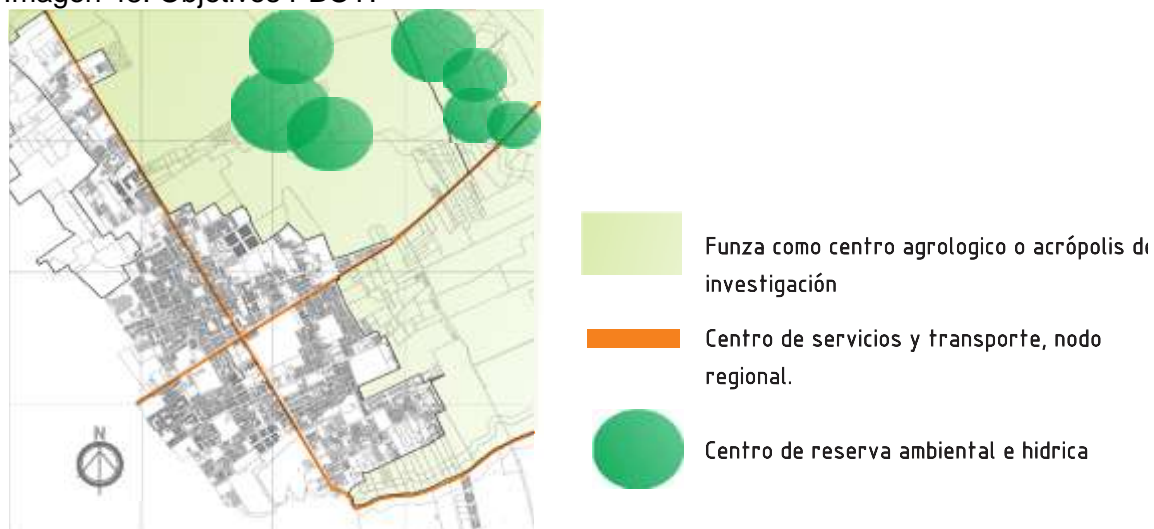 Funza como centro agrologico o acrópolis de
investigación
Centro de servicios y transporte, nodo
regional.
Centro de reserva ambiental e hidrica
N